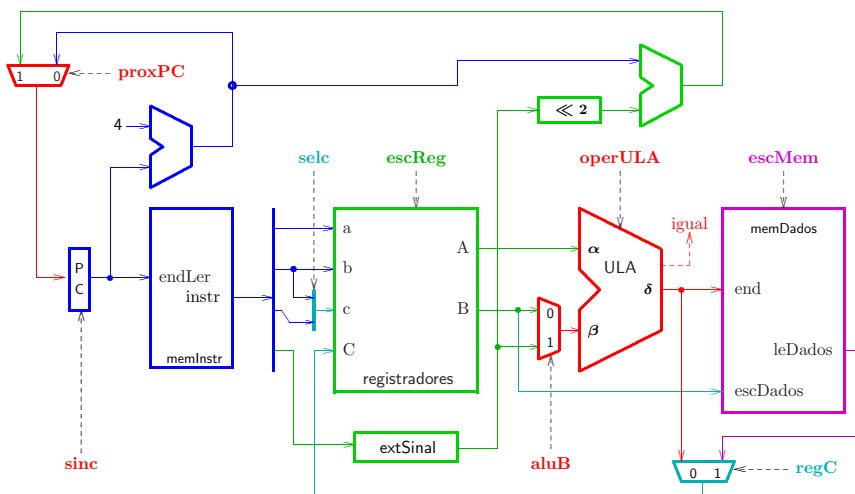 1 0
proxPC
4
≪ 2
selc
escReg
operULA
escMem
igual
memDados
a
A
α
ULA
b
endLer
instr
P
C
c
B
0
1
β
δ
end
C
leDados
memInstr
registradores
escDados
extSinal
sinc
aluB
0 1
regC